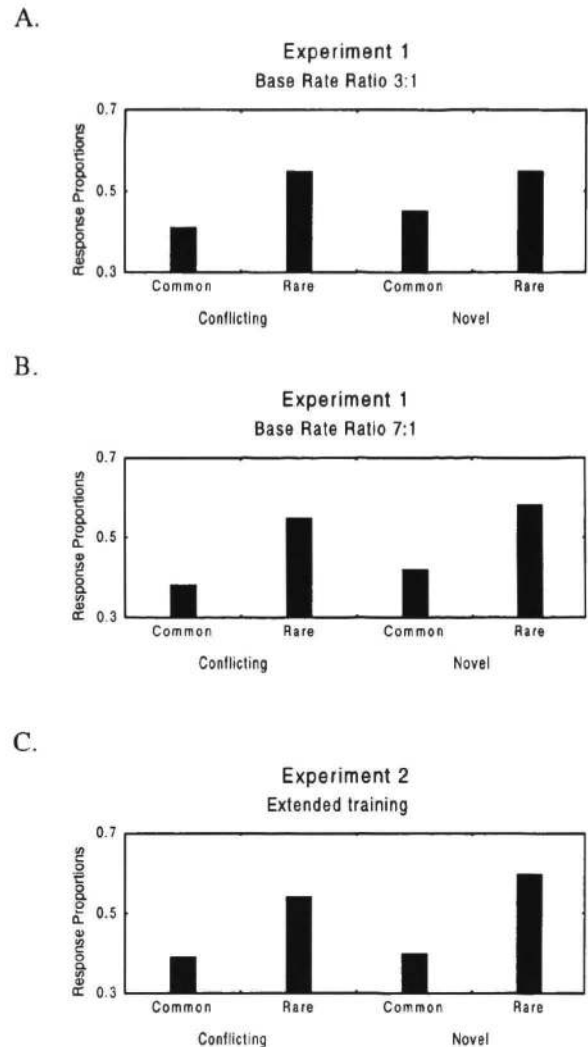 A.
Experiment 1
Base Rate Ratio 3:1
Response Proportions
0.7
0.5
0.3
Common Rare Common Rare
Conflicting Novel
B.
Experiment 1
Base Rate Ratio 7:1
Response Proportions
0.7
0.5
0.3
Common Rare Common Rare
Conflicting Novel
C.
Experiment 2
Extended training
Response Proportions
0.7
0.5
0.3
Common Rare Common Rare
Conflicting Novel